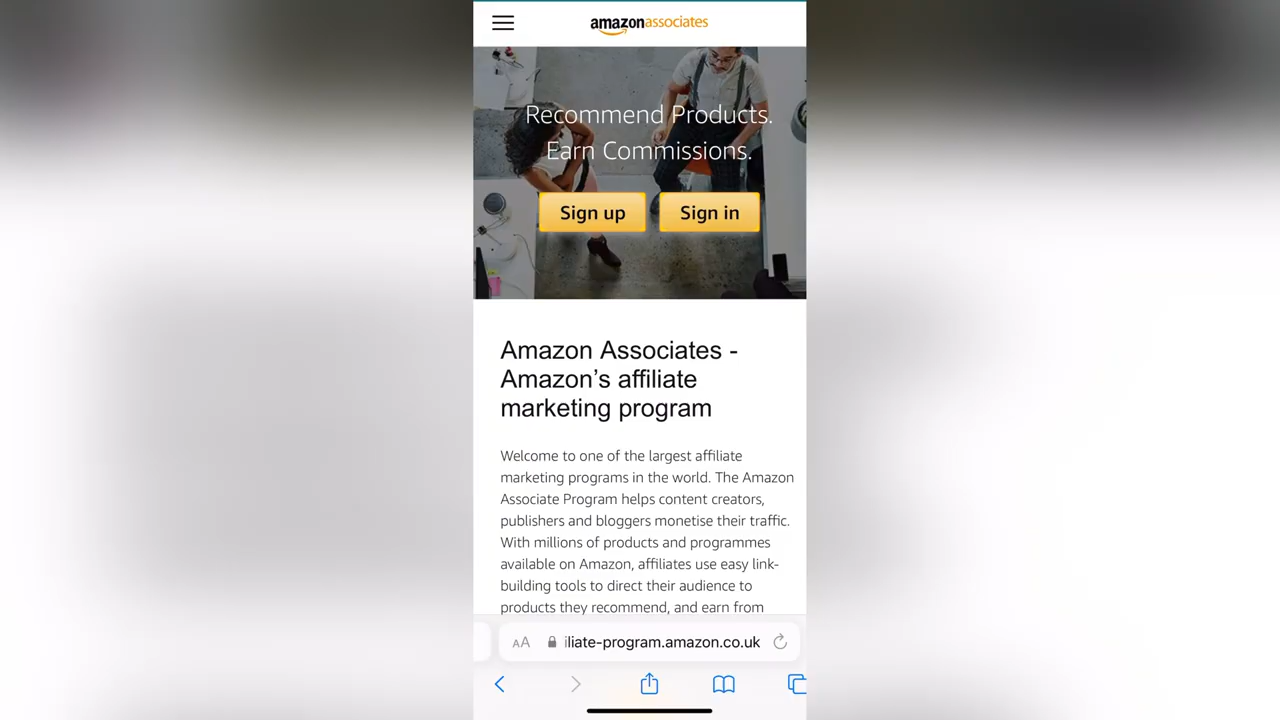 amazonassociates
Recommend Products.
Earn Commissions.
Sign up
Sign in
Amazon Associates -
Amazon’s affiliate
marketing program
Welcome to one of the largest affiliate
marketing programs in the world. The Amazon
Associate Program helps content creators,
publishers and bloggers monetise their traffic.
With millions of products and programmes
available on Amazon, affiliates use easy link-
building tools to direct their audience to
products they recommend, and earn from
AA
iliate-program.amazon.co.uk